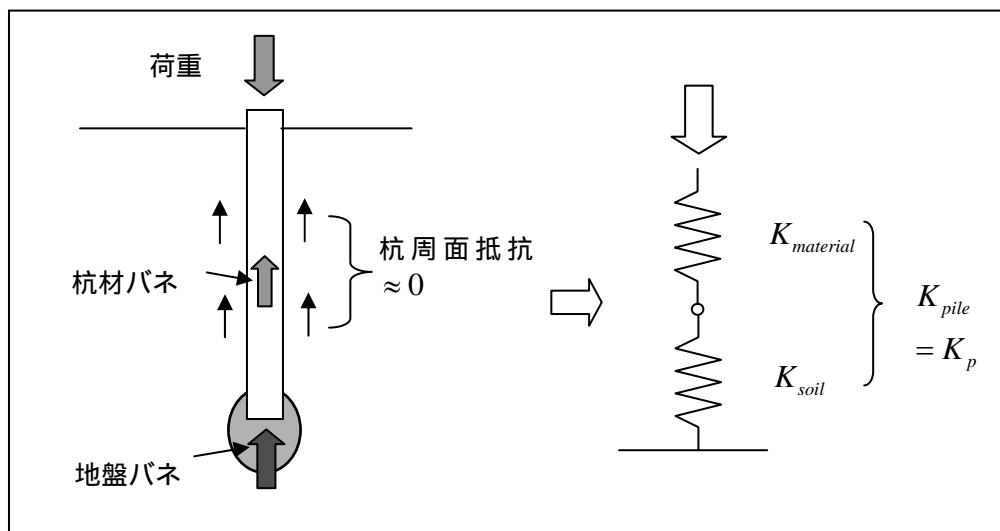 荷重
杭周面抵抗
≈ 0
杭材バネ
地盤バネ
K_material
K_soil
K_pile
= K_p